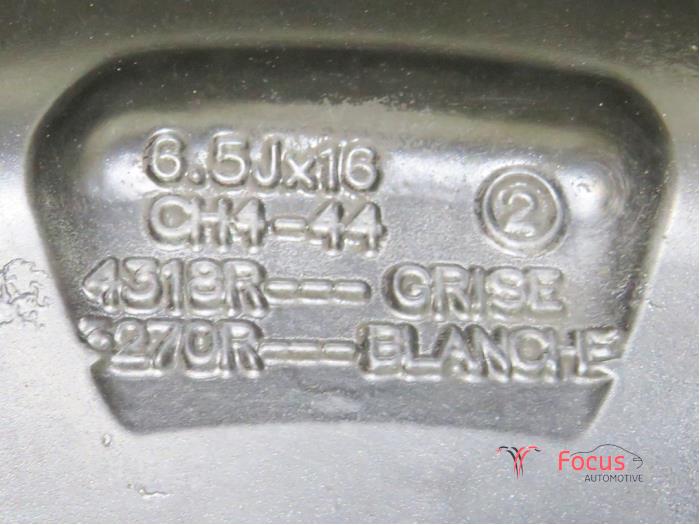 6.5Jx16
CH4-44
2
4318R--- GRISE
270R---BLANCHE
Focus
AUTOMOTIVE